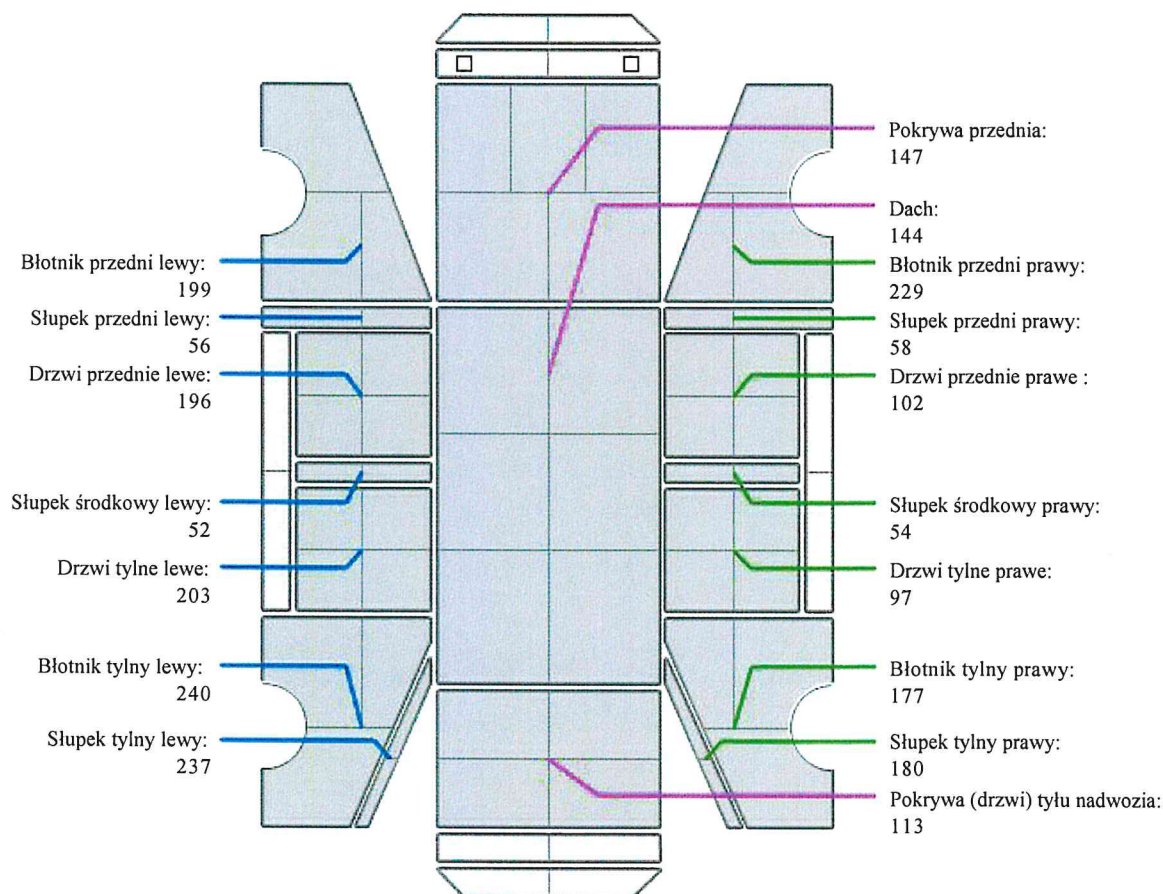 Pokrywa przednia:
147
Dach:
144
Błotnik przedni lewy:
199
Błotnik przedni prawy:
229
Słupek przedni lewy:
56
Słupek przedni prawy:
58
Drzwi przednie lewe:
196
Drzwi przednie prawe :
102
Słupek środkowy lewy:
52
Słupek środkowy prawy:
54
Drzwi tylne lewe:
203
Drzwi tylne prawe:
97
Błotnik tylny lewy:
240
Błotnik tylny prawy:
177
Słupek tylny lewy:
237
Słupek tylny prawy:
180
Pokrywa (drzwi) tyłu nadwozia:
113